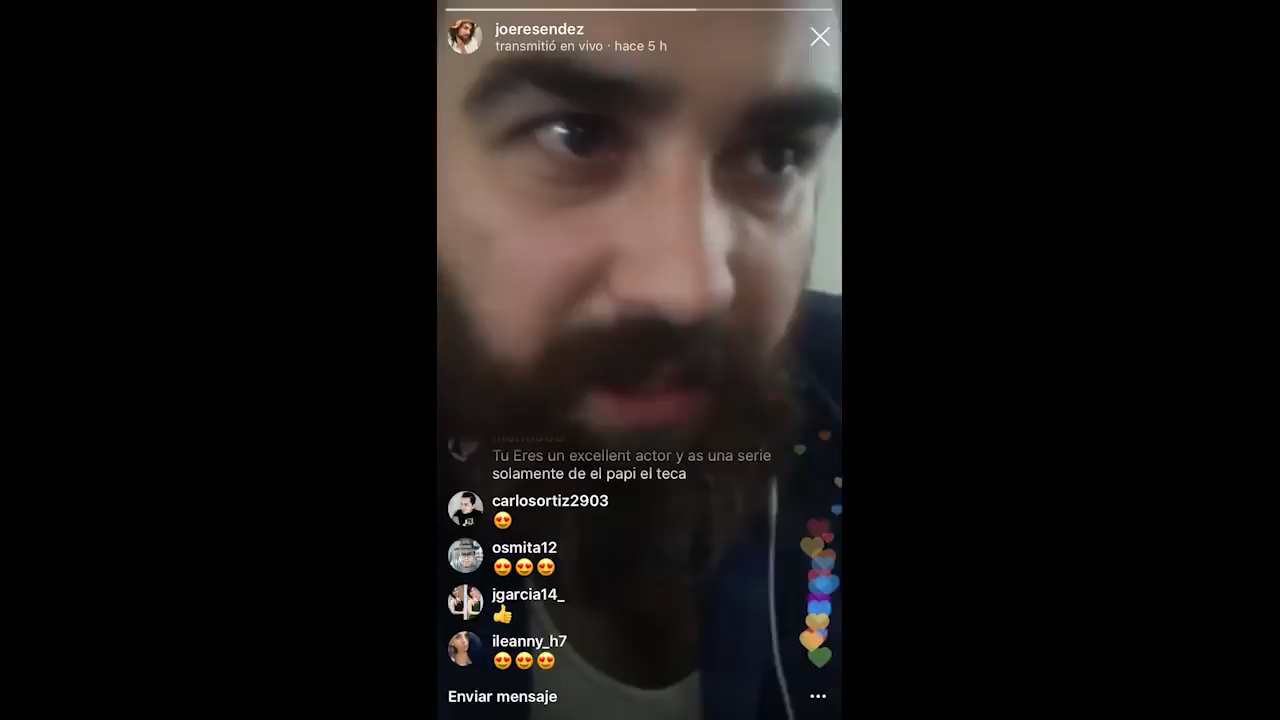 joeresendez
transmitió en vivo · hace 5 h
Tu Eres un excellent actor y as una serie
solamente de el papi el teca
carlosortiz2903
😍
osmita12
😍😍😍
jgarcia14_
👍
ileanny_h7
😍😍😍
Enviar mensaje